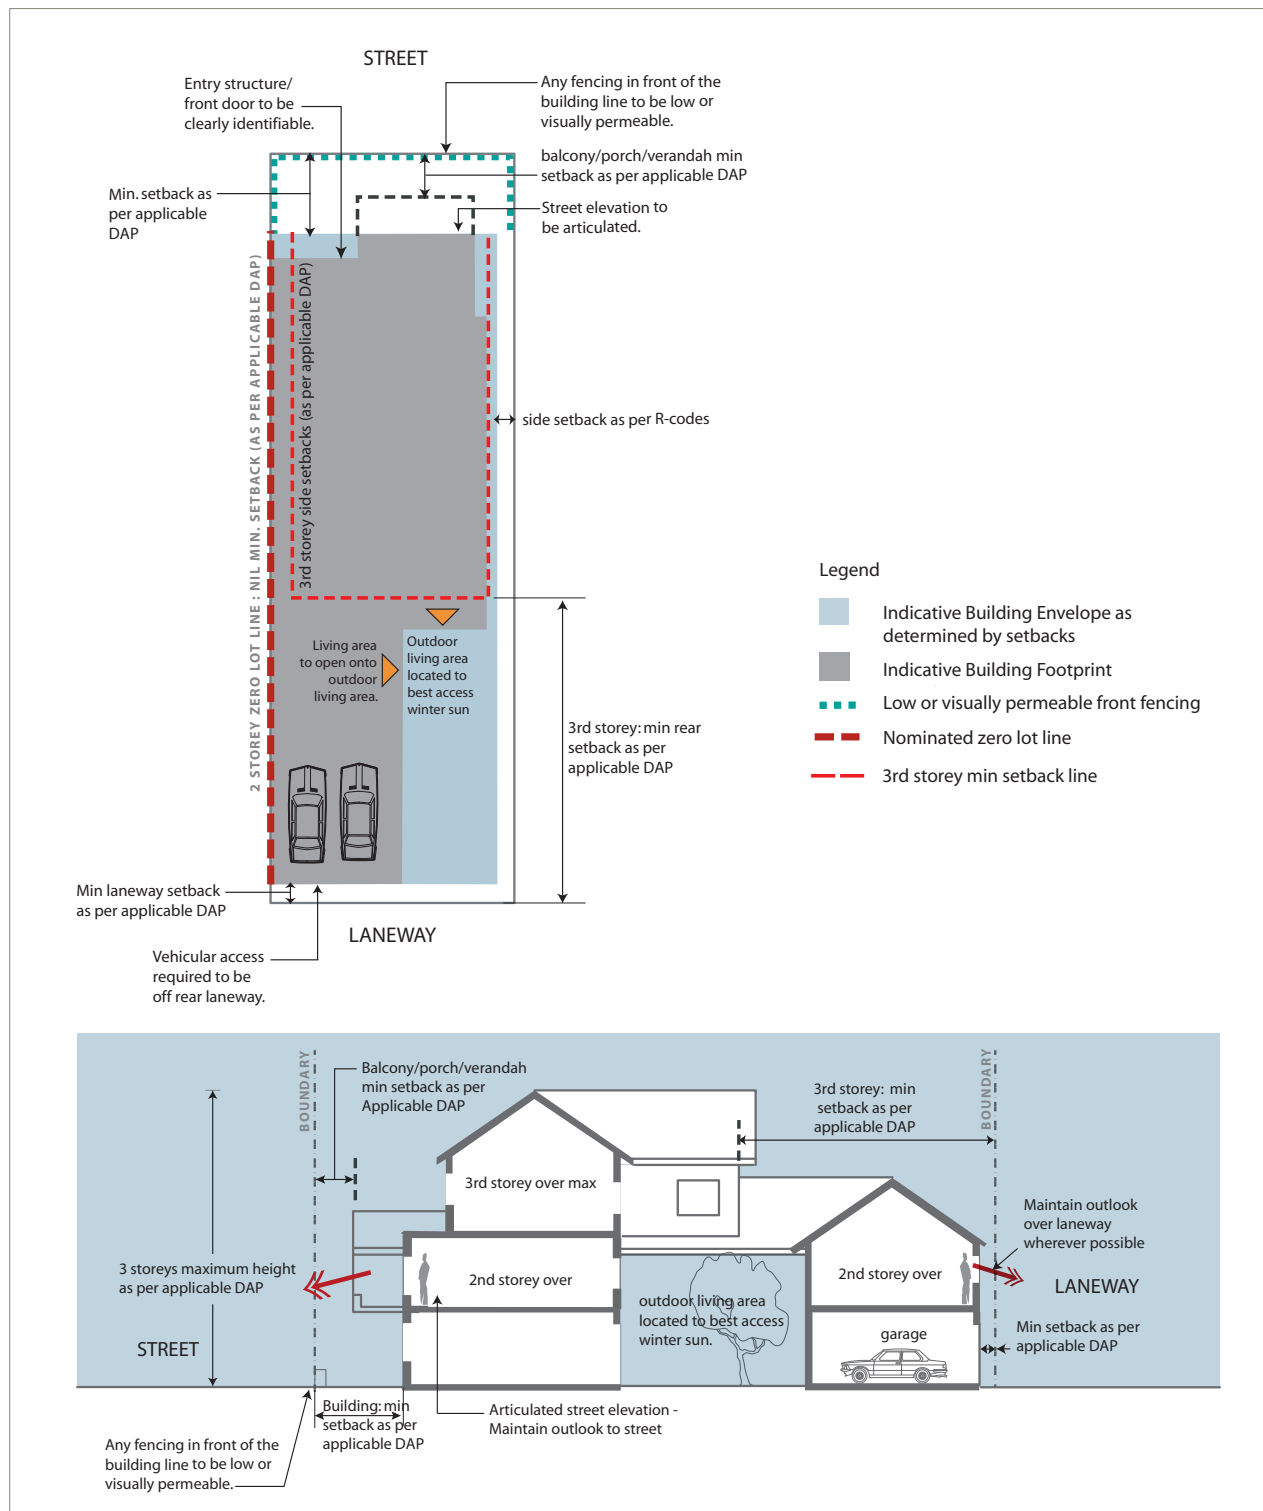 STREET
Entry structure/
front door to be
clearly identifiable.
Any fencing in front of the
building line to be low or
visually permeable.
balcony/porch/verandah min
setback as per applicable DAP
Min. setback as
per applicable
DAP
Street elevation to
be articulated.
2 STOREY ZERO LOT LINE : NIL MIN. SETBACK (AS PER APPLICABLE DAP)
3rd storey side setbacks (as per applicable DAP)
side setback as per R-codes
Living area
to open onto
outdoor
living area.
Outdoor
living area
located to
best access
winter sun
3rd storey: min rear
setback as per
applicable DAP
Legend
Indicative Building Envelope as
determined by setbacks
Indicative Building Footprint
Low or visually permeable front fencing
Nominated zero lot line
3rd storey min setback line
Min laneway setback
as per applicable DAP
LANEWAY
Vehicular access
required to be
off rear laneway.
BOUNDARY
Balcony/porch/verandah
min setback as per
Applicable DAP
3rd storey: min
setback as per
applicable DAP
BOUNDARY
3rd storey over max
Maintain outlook
over laneway
wherever possible
3 storeys maximum height
as per applicable DAP
2nd storey over
2nd storey over
LANEWAY
outdoor living area
located to best access
winter sun.
garage
Min setback as per
applicable DAP
STREET
Building: min
setback as per
applicable DAP
Articulated street elevation -
Maintain outlook to street
Any fencing in front of the
building line to be low or
visually permeable.